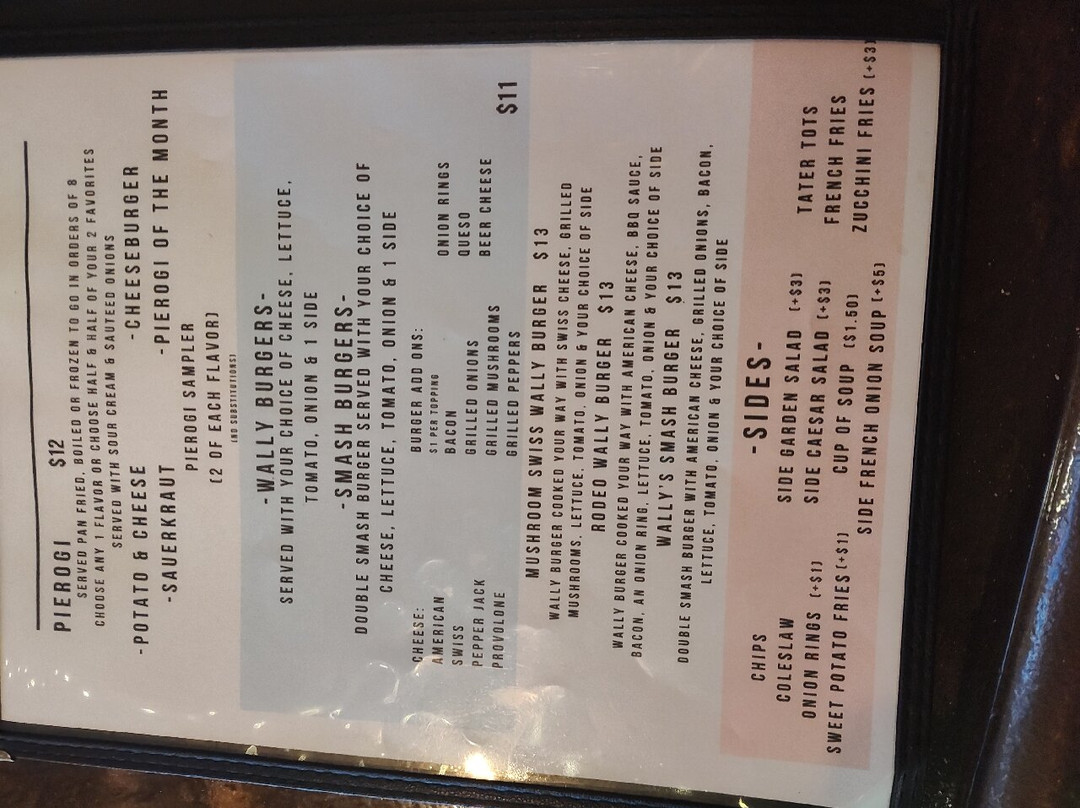 PIEROGI $12
SERVED PAN FRIED, BOILED OR FROZEN TO GO IN ORDERS OF 8
CHOOSE ANY 1 FLAVOR OR CHOOSE HALF & HALF OF YOUR 2 FAVORITES
SERVED WITH SOUR CREAM & SAUTEED ONIONS
-POTATO & CHEESE -CHEESEBURGER
-SAUERKRAUT -PIEROGI OF THE MONTH
PIEROGI SAMPLER
(2 OF EACH FLAVOR)
(NO SUBSTITUTIONS)
-WALLY BURGERS-
SERVED WITH YOUR CHOICE OF CHEESE, LETTUCE,
TOMATO, ONION & 1 SIDE
-SMASH BURGERS-
DOUBLE SMASH BURGER SERVED WITH YOUR CHOICE OF
CHEESE, LETTUCE, TOMATO, ONION & 1 SIDE
CHEESE:
AMERICAN
SWISS
PEPPER JACK
PROVOLONE
BURGER ADD ONS:
$1 PER TOPPING
BACON
GRILLED ONIONS
GRILLED MUSHROOMS
GRILLED PEPPERS
ONION RINGS
QUESO
BEER CHEESE
$11
MUSHROOM SWISS WALLY BURGER $13
WALLY BURGER COOKED YOUR WAY WITH SWISS CHEESE, GRILLED
MUSHROOMS, LETTUCE, TOMATO, ONION & YOUR CHOICE OF SIDE
RODEO WALLY BURGER $13
WALLY BURGER COOKED YOUR WAY WITH AMERICAN CHEESE, BBQ SAUCE,
BACON, AN ONION RING, LETTUCE, TOMATO, ONION & YOUR CHOICE OF SIDE
WALLY'S SMASH BURGER $13
DOUBLE SMASH BURGER WITH AMERICAN CHEESE, GRILLED ONIONS, BACON,
LETTUCE, TOMATO, ONION & YOUR CHOICE OF SIDE
-SIDES-
CHIPS
COLESLAW
ONION RINGS (+$1)
SWEET POTATO FRIES (+$1)
SIDE GARDEN SALAD (+$3)
SIDE CAESAR SALAD (+$3)
CUP OF SOUP ($1.50)
SIDE FRENCH ONION SOUP (+$5)
TATER TOTS
FRENCH FRIES
ZUCCHINI FRIES (+$3)